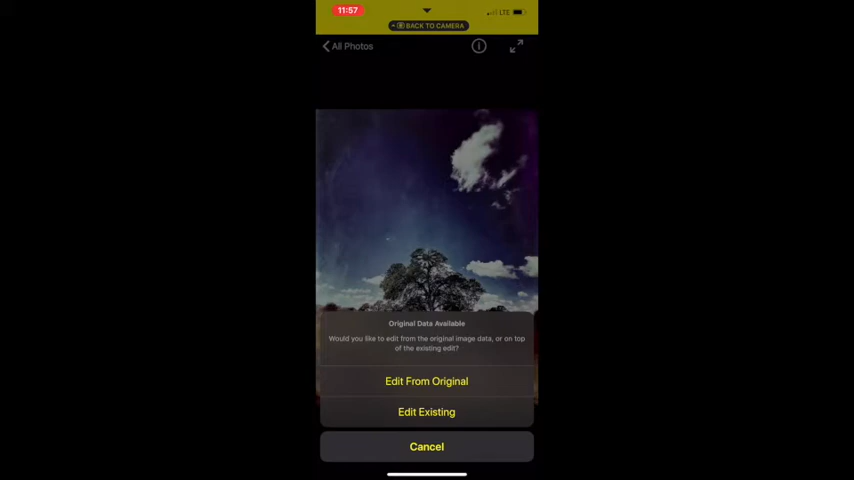 11:57
LTE
BACK TO CAMERA
All Photos
Original Data Available
Would you like to edit from the original image data, or on top
of the existing edit?
Edit From Original
Edit Existing
Cancel